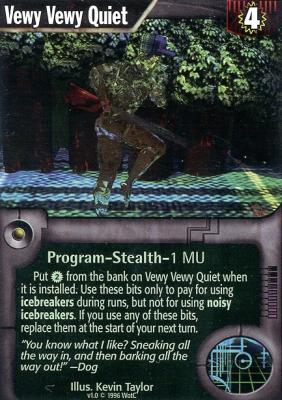 Vewy Vewy Quiet
4
Program-Stealth-1 MU
Put 2 from the bank on Vewy Vewy Quiet when
it is installed. Use these bits only to pay for using
icebreakers during runs, but not for using noisy
icebreakers. If you use any of these bits,
replace them at the start of your next turn.
"You know what I like? Sneaking all
the way in, and then barking all the
way out!" —Dog
Illus. Kevin Taylor
v1.0 © 1996 WotC